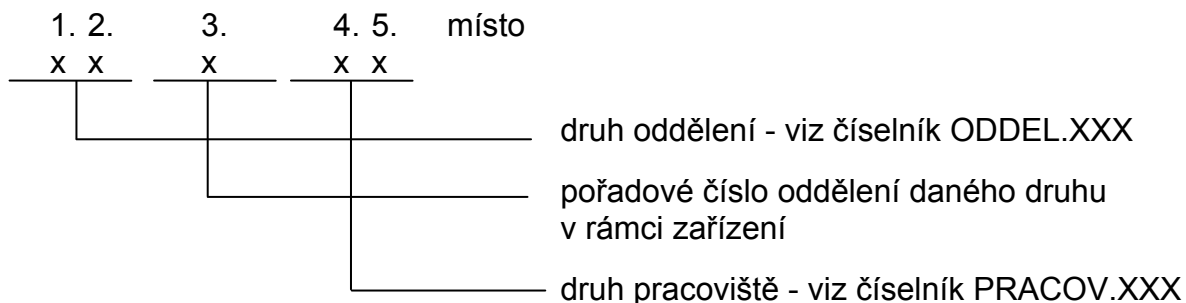 1. 2. 3. 4. 5. místo
x x x x x
druh oddělení - viz číselník ODDEL.XXX
pořadové číslo oddělení daného druhu
v rámci zařízení
druh pracoviště - viz číselník PRACOV.XXX